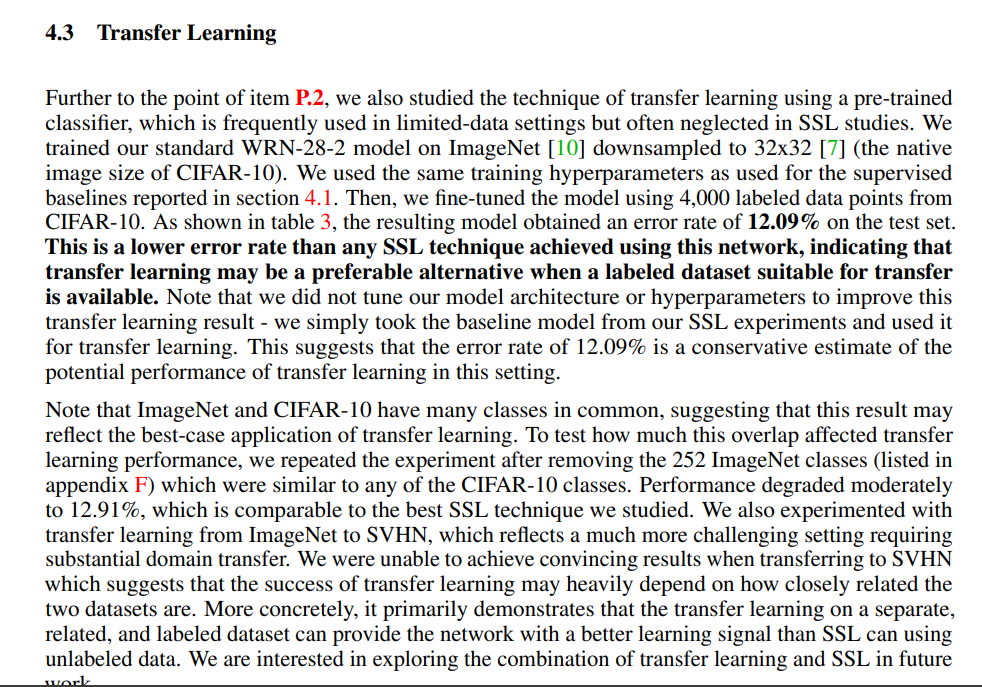 4.3 Transfer Learning
Further to the point of item P.2, we also studied the technique of transfer learning using a pre-trained
classifier, which is frequently used in limited-data settings but often neglected in SSL studies. We
trained our standard WRN-28-2 model on ImageNet [10] downsampled to 32x32 [7] (the native
image size of CIFAR-10). We used the same training hyperparameters as used for the supervised
baselines reported in section 4.1. Then, we fine-tuned the model using 4,000 labeled data points from
CIFAR-10. As shown in table 3, the resulting model obtained an error rate of 12.09% on the test set.
This is a lower error rate than any SSL technique achieved using this network, indicating that
transfer learning may be a preferable alternative when a labeled dataset suitable for transfer
is available. Note that we did not tune our model architecture or hyperparameters to improve this
transfer learning result - we simply took the baseline model from our SSL experiments and used it
for transfer learning. This suggests that the error rate of 12.09% is a conservative estimate of the
potential performance of transfer learning in this setting.
Note that ImageNet and CIFAR-10 have many classes in common, suggesting that this result may
reflect the best-case application of transfer learning. To test how much this overlap affected transfer
learning performance, we repeated the experiment after removing the 252 ImageNet classes (listed in
appendix F) which were similar to any of the CIFAR-10 classes. Performance degraded moderately
to 12.91%, which is comparable to the best SSL technique we studied. We also experimented with
transfer learning from ImageNet to SVHN, which reflects a much more challenging setting requiring
substantial domain transfer. We were unable to achieve convincing results when transferring to SVHN
which suggests that the success of transfer learning may heavily depend on how closely related the
two datasets are. More concretely, it primarily demonstrates that the transfer learning on a separate,
related, and labeled dataset can provide the network with a better learning signal than SSL can using
unlabeled data. We are interested in exploring the combination of transfer learning and SSL in future
work